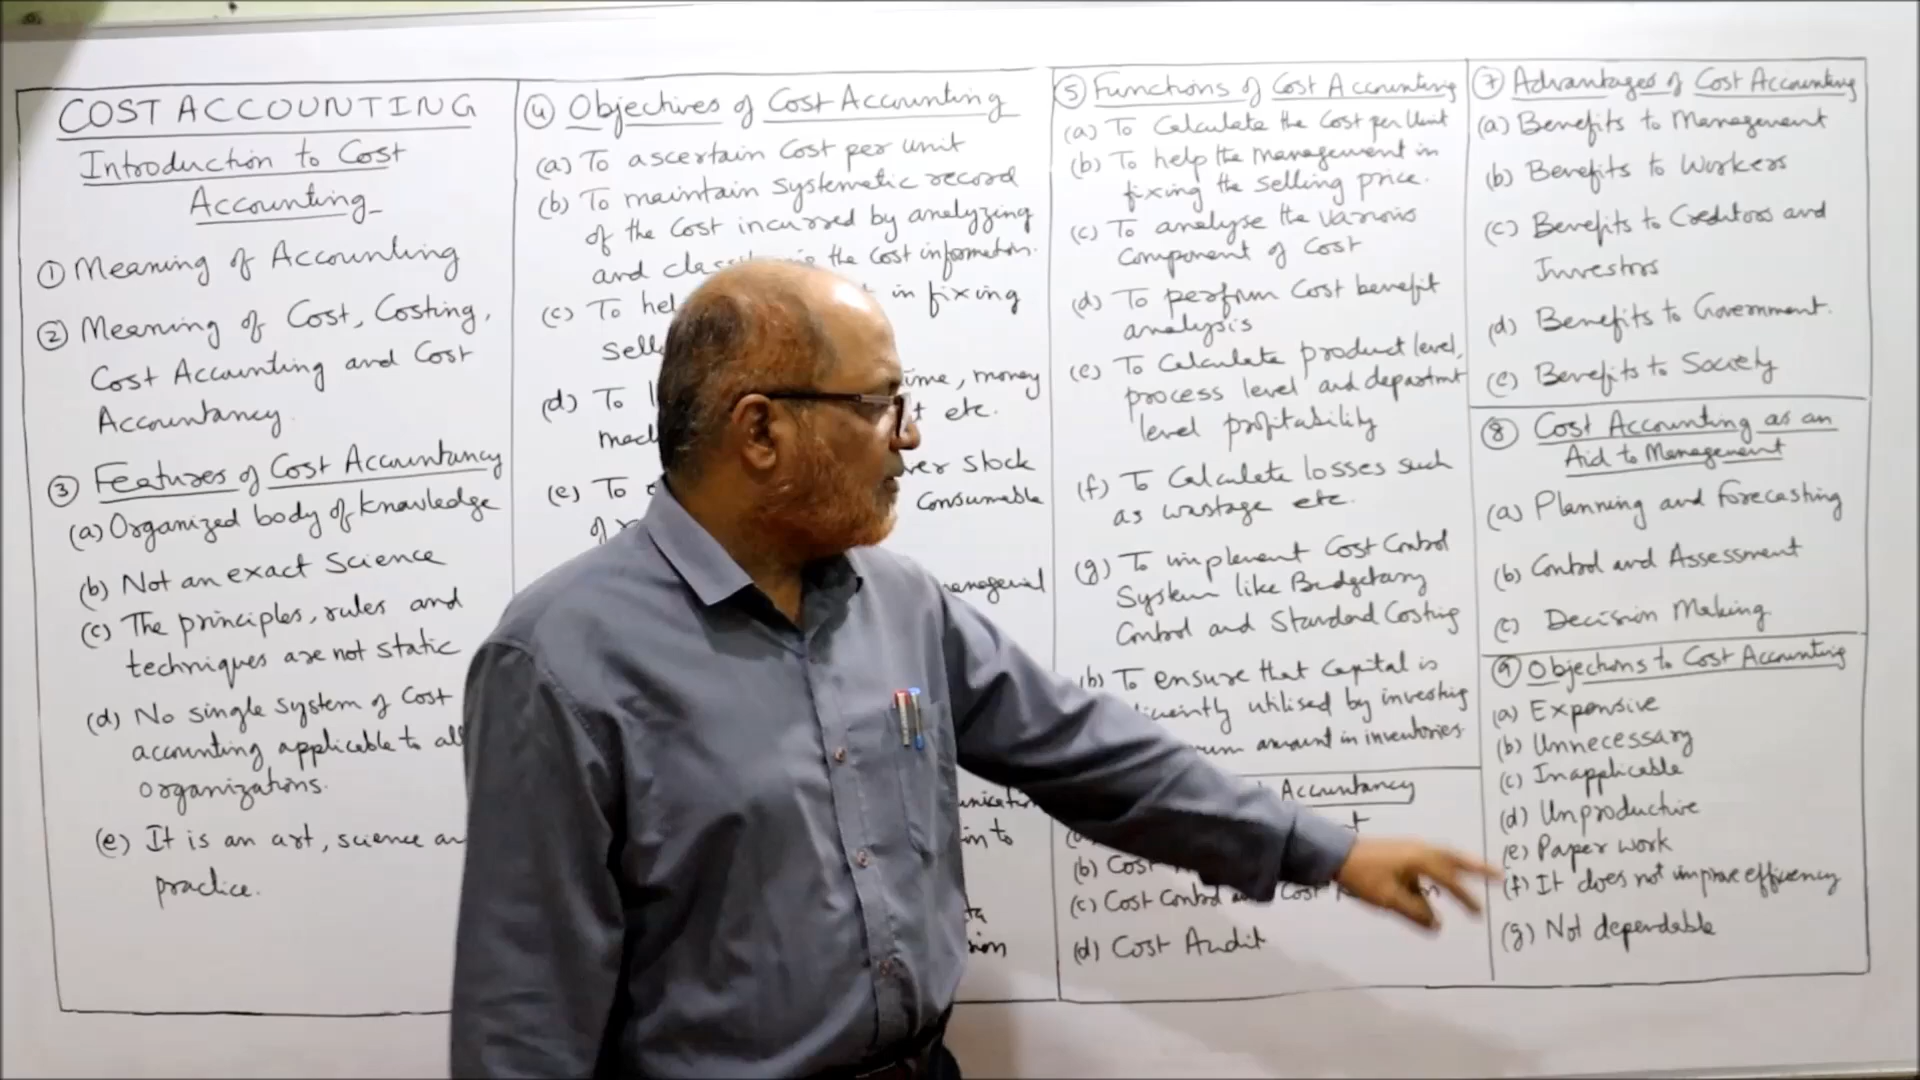 COST ACCOUNTING
Introduction to Cost
Accounting
① Meaning of Accounting
② Meaning of Cost, Costing,
Cost Accounting and Cost
Accountancy.
③ Features of Cost Accountancy
(a) Organized body of knowledge
(b) Not an exact Science
(c) The principles, rules and
techniques are not static
(d) No single system of Cost
accounting applicable to all
organizations.
(e) It is an art, science
practice.
④ Objectives of Cost Accounting
(a) To ascertain Cost per unit
(b) To maintain systematic record
of the Cost incurred by analyzing
and the Cost information.
(c) To in fixing
(d) To money
etc.
(e) To Stock
of Consumable
in to
⑤ Functions of Cost Accounting
(a) To Calculate the Cost per Unit
(b) To help the management in
fixing the selling price.
(c) To analyse the various
Component of Cost
(d) To perform Cost benefit
analysis
(e) To Calculate product level,
process level and departmt
level profitability
(f) To Calculate losses such
as wastage etc.
(g) To implement Cost Control
System like Budgetary
Control and Standard Costing
To ensure that Capital is
utilised by investing
amount in inventories.
Accountancy
(b) Cost
(c) Cost Control Cost
(d) Cost Audit
⑦ Advantages of Cost Accounting
(a) Benefits to Management
(b) Benefits to Workers
(c) Benefits to Creditors and
Investors
(d) Benefits to Government.
(e) Benefits to Society
⑧ Cost Accounting as an
Aid to Management
(a) Planning and Forecasting
(b) Control and Assessment
(c) Decision Making.
⑨ Objections to Cost Accounting
(a) Expensive
(b) Unnecessary
(c) Inapplicable
(d) Unproductive
(e) Paper work
(f) It does not improve efficiency
(g) Not dependable